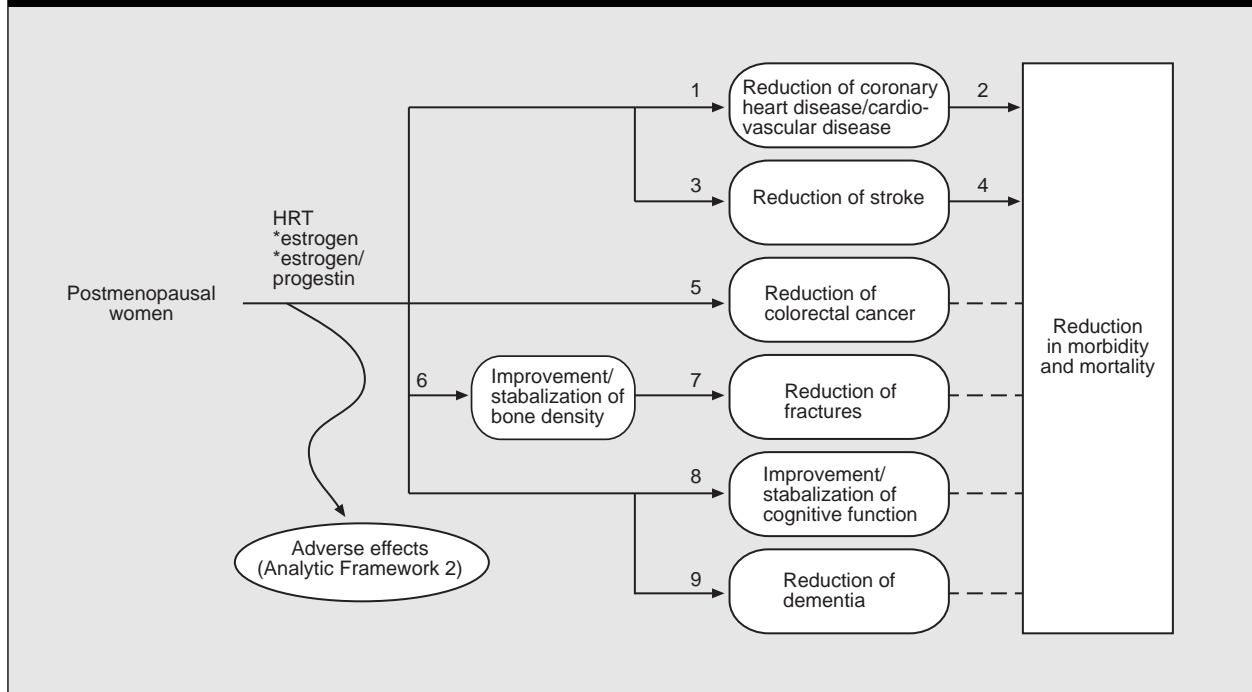 Postmenopausal
women
HRT
*estrogen
*estrogen/
progestin
Adverse effects
(Analytic Framework 2)
1
Reduction of coronary
heart disease/cardio-
vascular disease
2
3
Reduction of stroke
4
5
Reduction of
colorectal cancer
6
Improvement/
stabalization of
bone density
7
Reduction of
fractures
8
Improvement/
stabalization of
cognitive function
9
Reduction of
dementia
Reduction
in morbidity
and mortality